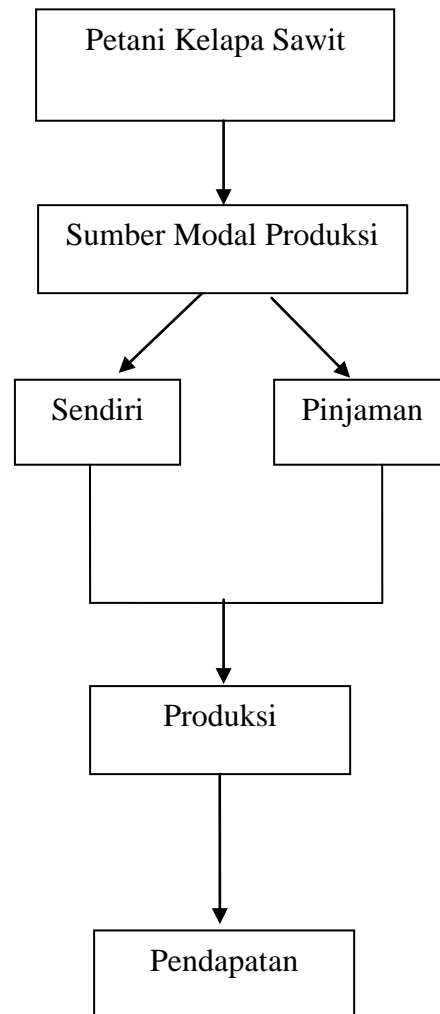 Petani Kelapa Sawit
Sumber Modal Produksi
Sendiri
Pinjaman
Produksi
Pendapatan